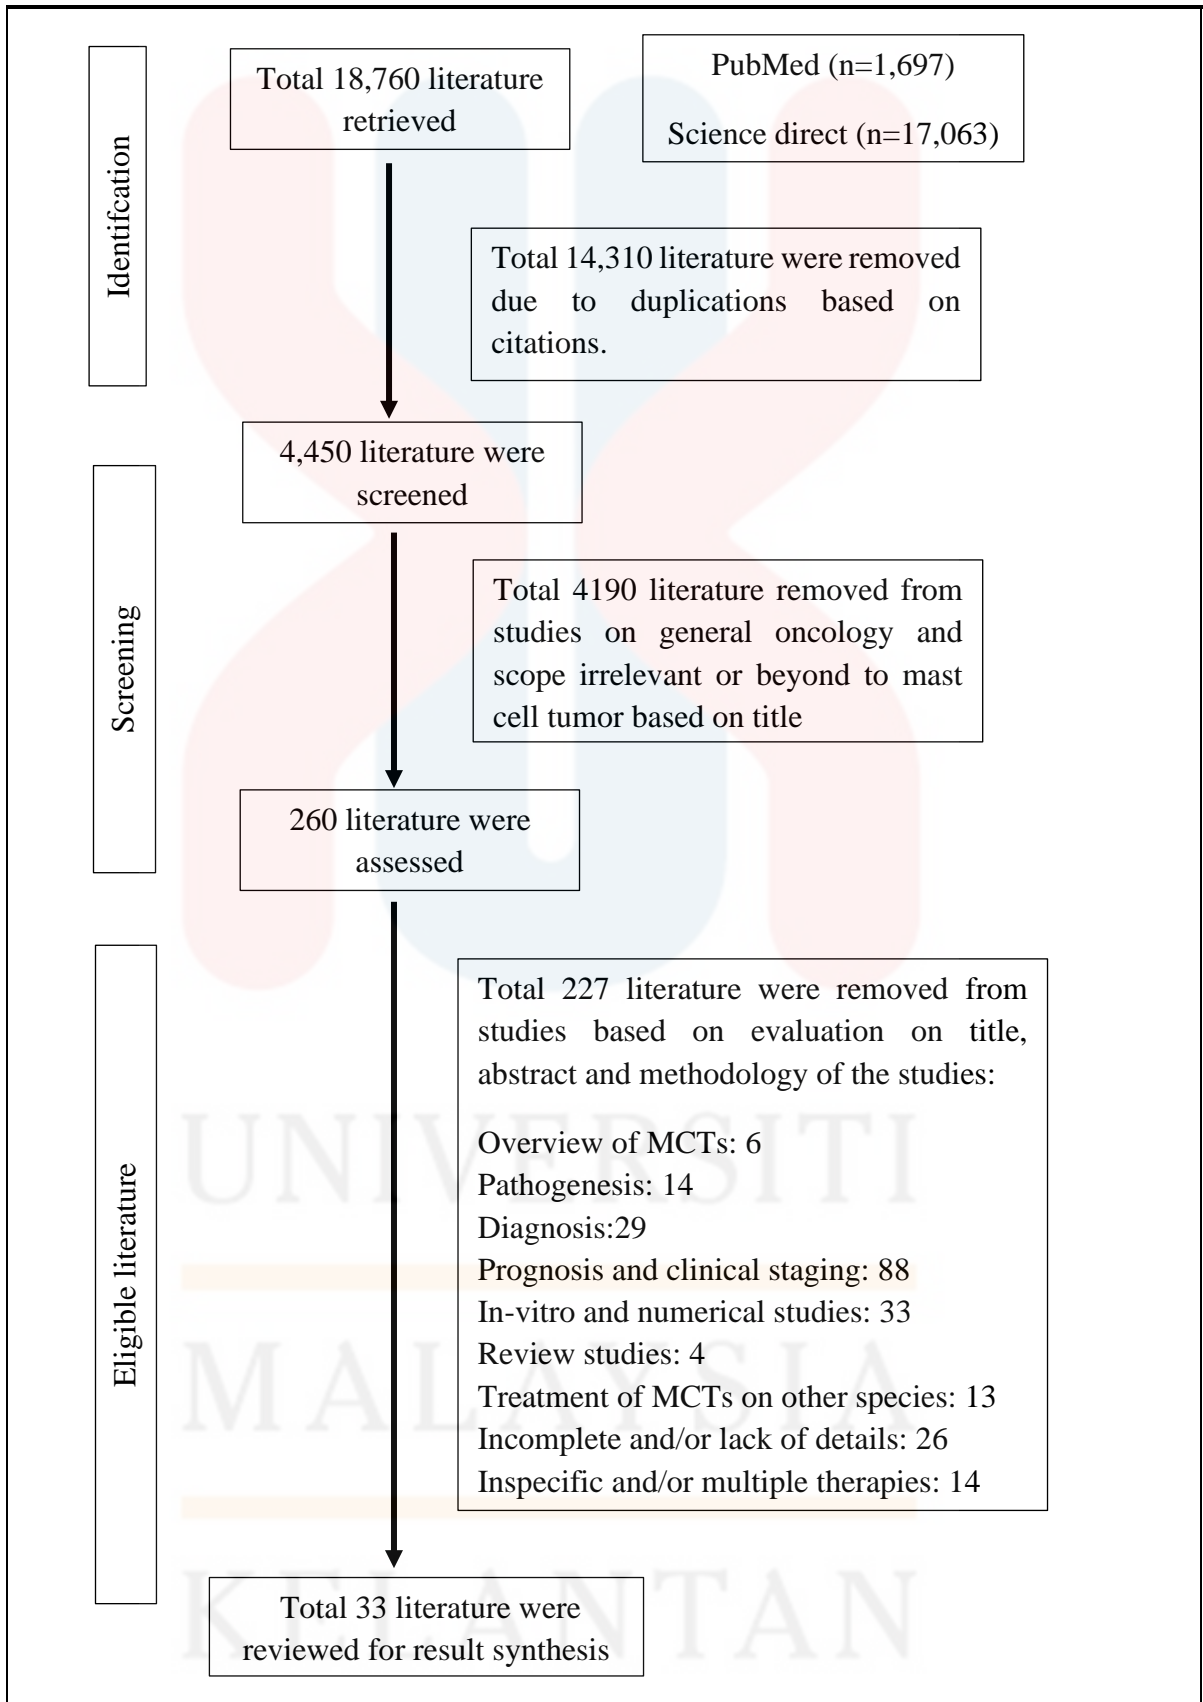 Identifcation
Total 18,760 literature
retrieved
PubMed (n=1,697)
Science direct (n=17,063)
Total 14,310 literature were removed
due to duplications based on
citations.
Screening
4,450 literature were
screened
Total 4190 literature removed from
studies on general oncology and
scope irrelevant or beyond to mast
cell tumor based on title
260 literature were
assessed
Eligible literature
Total 227 literature were removed from
studies based on evaluation on title,
abstract and methodology of the studies:
Overview of MCTs: 6
Pathogenesis: 14
Diagnosis:29
Prognosis and clinical staging: 88
In-vitro and numerical studies: 33
Review studies: 4
Treatment of MCTs on other species: 13
Incomplete and/or lack of details: 26
Inspecific and/or multiple therapies: 14
Total 33 literature were
reviewed for result synthesis
UNIVERSITI
MALAYSIA
KELANTAN